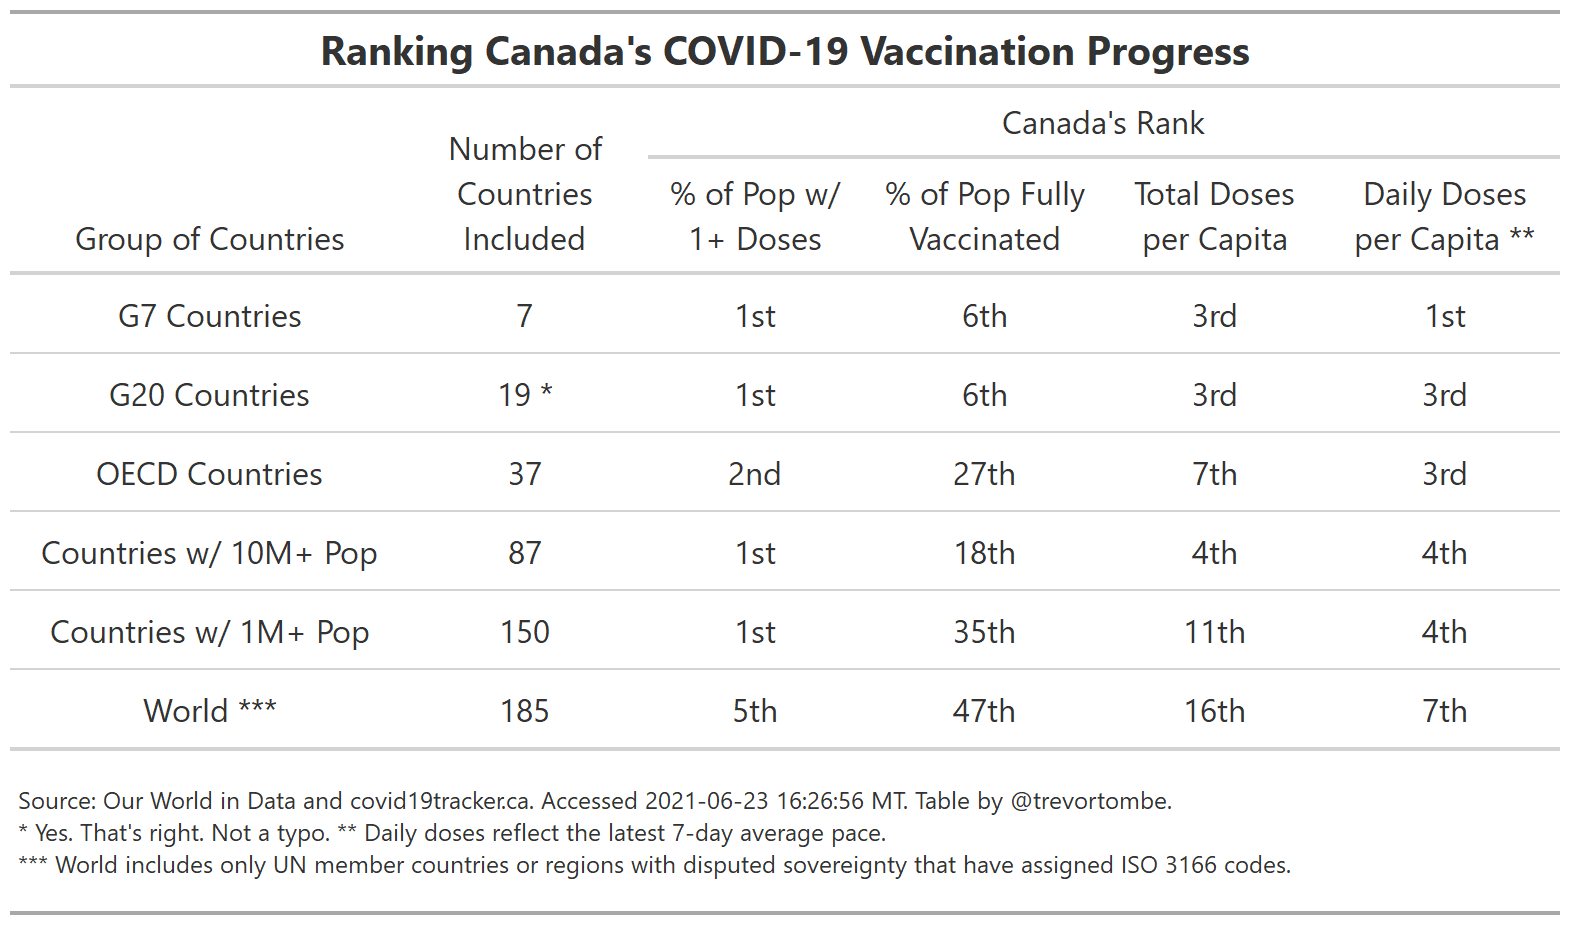 Ranking Canada's COVID-19 Vaccination Progress
Canada's Rank
Group of Countries
Number of
Countries
Included
% of Pop w/
1+ Doses
% of Pop Fully
Vaccinated
Total Doses
per Capita
Daily Doses
per Capita **
G7 Countries 7 1st 6th 3rd 1st
G20 Countries 19 * 1st 6th 3rd 3rd
OECD Countries 37 2nd 27th 7th 3rd
Countries w/ 10M+ Pop 87 1st 18th 4th 4th
Countries w/ 1M+ Pop 150 1st 35th 11th 4th
World *** 185 5th 47th 16th 7th
Source: Our World in Data and covid19tracker.ca. Accessed 2021-06-23 16:26:56 MT. Table by @trevortombe.
* Yes. That's right. Not a typo. ** Daily doses reflect the latest 7-day average pace.
*** World includes only UN member countries or regions with disputed sovereignty that have assigned ISO 3166 codes.